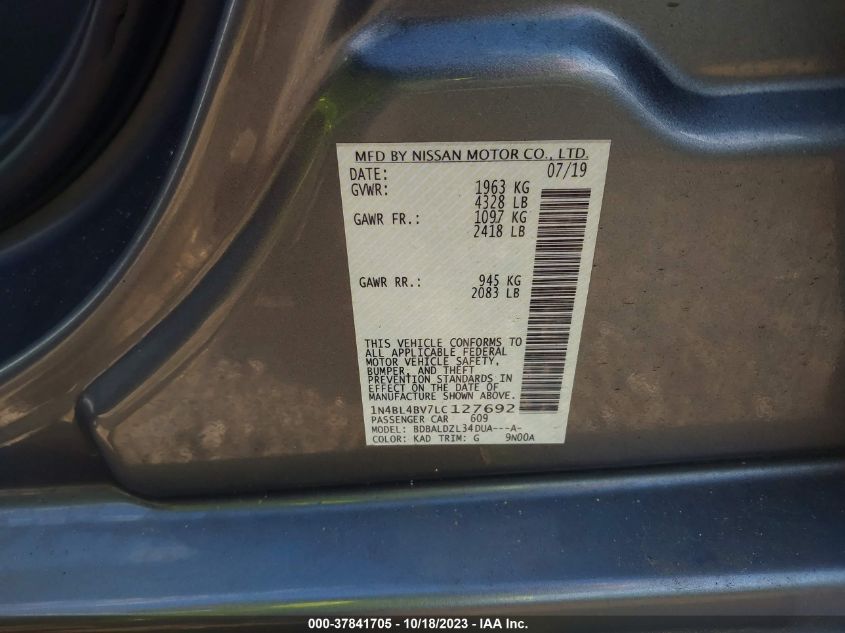 MFD BY NISSAN MOTOR CO., LTD.
DATE: 07/19
GVWR: 1963 KG
4328 LB
GAWR FR.: 1097 KG
2418 LB
GAWR RR.: 945 KG
2083 LB
THIS VEHICLE CONFORMS TO
ALL APPLICABLE FEDERAL
MOTOR VEHICLE SAFETY,
BUMPER, AND THEFT
PREVENTION STANDARDS IN
EFFECT ON THE DATE OF
MANUFACTURE SHOWN ABOVE.
1N4BL4BV7LC127692
PASSENGER CAR 609
MODEL: BDBALDZL34DUA---A-
COLOR: KAD TRIM: G 9N00A
000-37841705 - 10/18/2023 - IAA Inc.